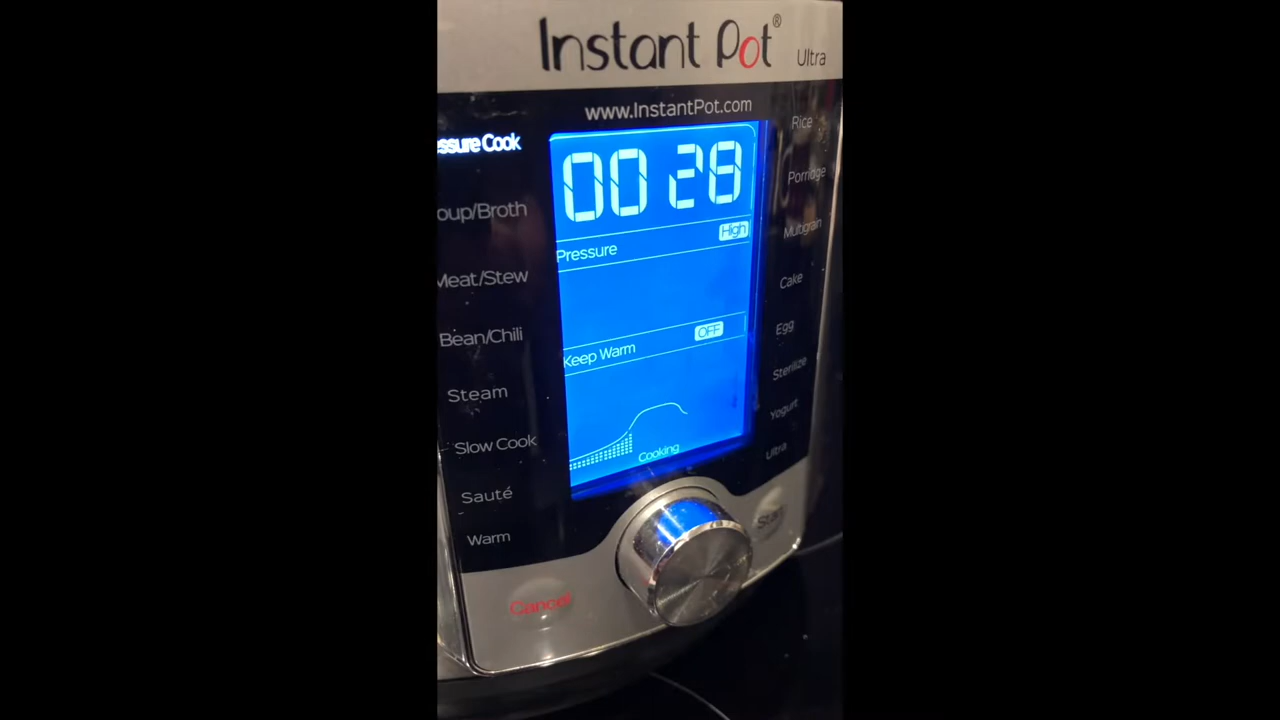 Instant Pot® Ultra
www.InstantPot.com
ssure Cook
oup/Broth
Meat/Stew
Bean/Chili
Steam
Slow Cook
Sauté
Warm
00 28
Pressure High
Keep Warm OFF
Cooking
Rice
Porridge
Multigrain
Cake
Egg
Sterilize
Yogurt
Ultra
Cancel
Start